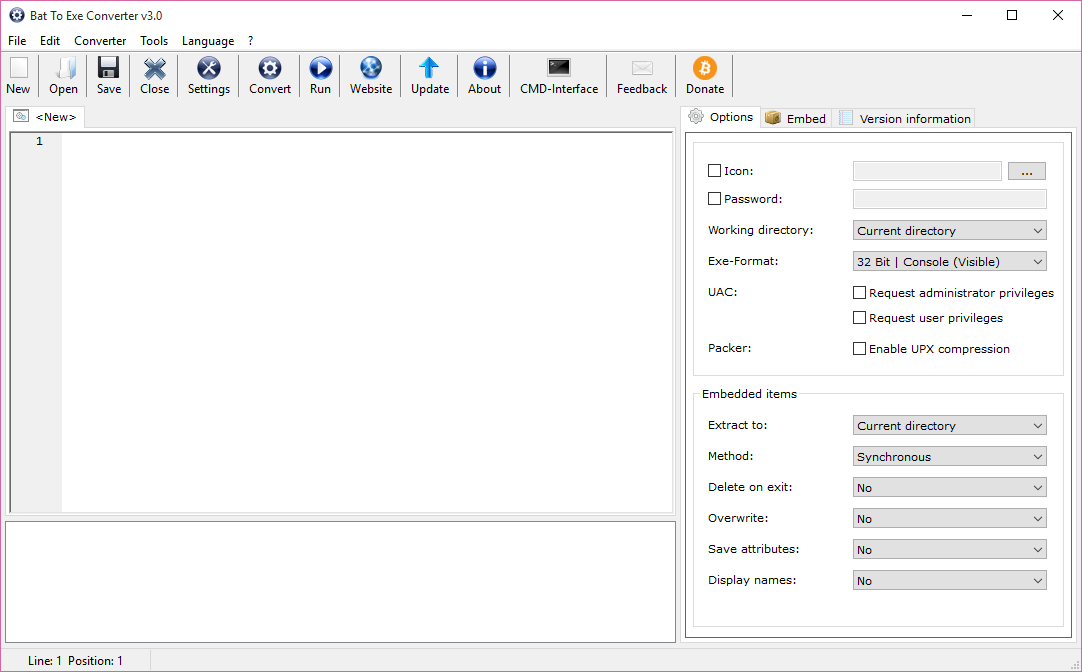 Bat To Exe Converter v3.0
File Edit Converter Tools Language ?
New Open Save Close Settings Convert Run Website Update About CMD-Interface Feedback Donate
<New>
1
Options Embed Version information
Icon: ...
Password:
Working directory: Current directory
Exe-Format: 32 Bit | Console (Visible)
UAC: Request administrator privileges
Request user privileges
Packer: Enable UPX compression
Embedded items
Extract to: Current directory
Method: Synchronous
Delete on exit: No
Overwrite: No
Save attributes: No
Display names: No
Line: 1 Position: 1